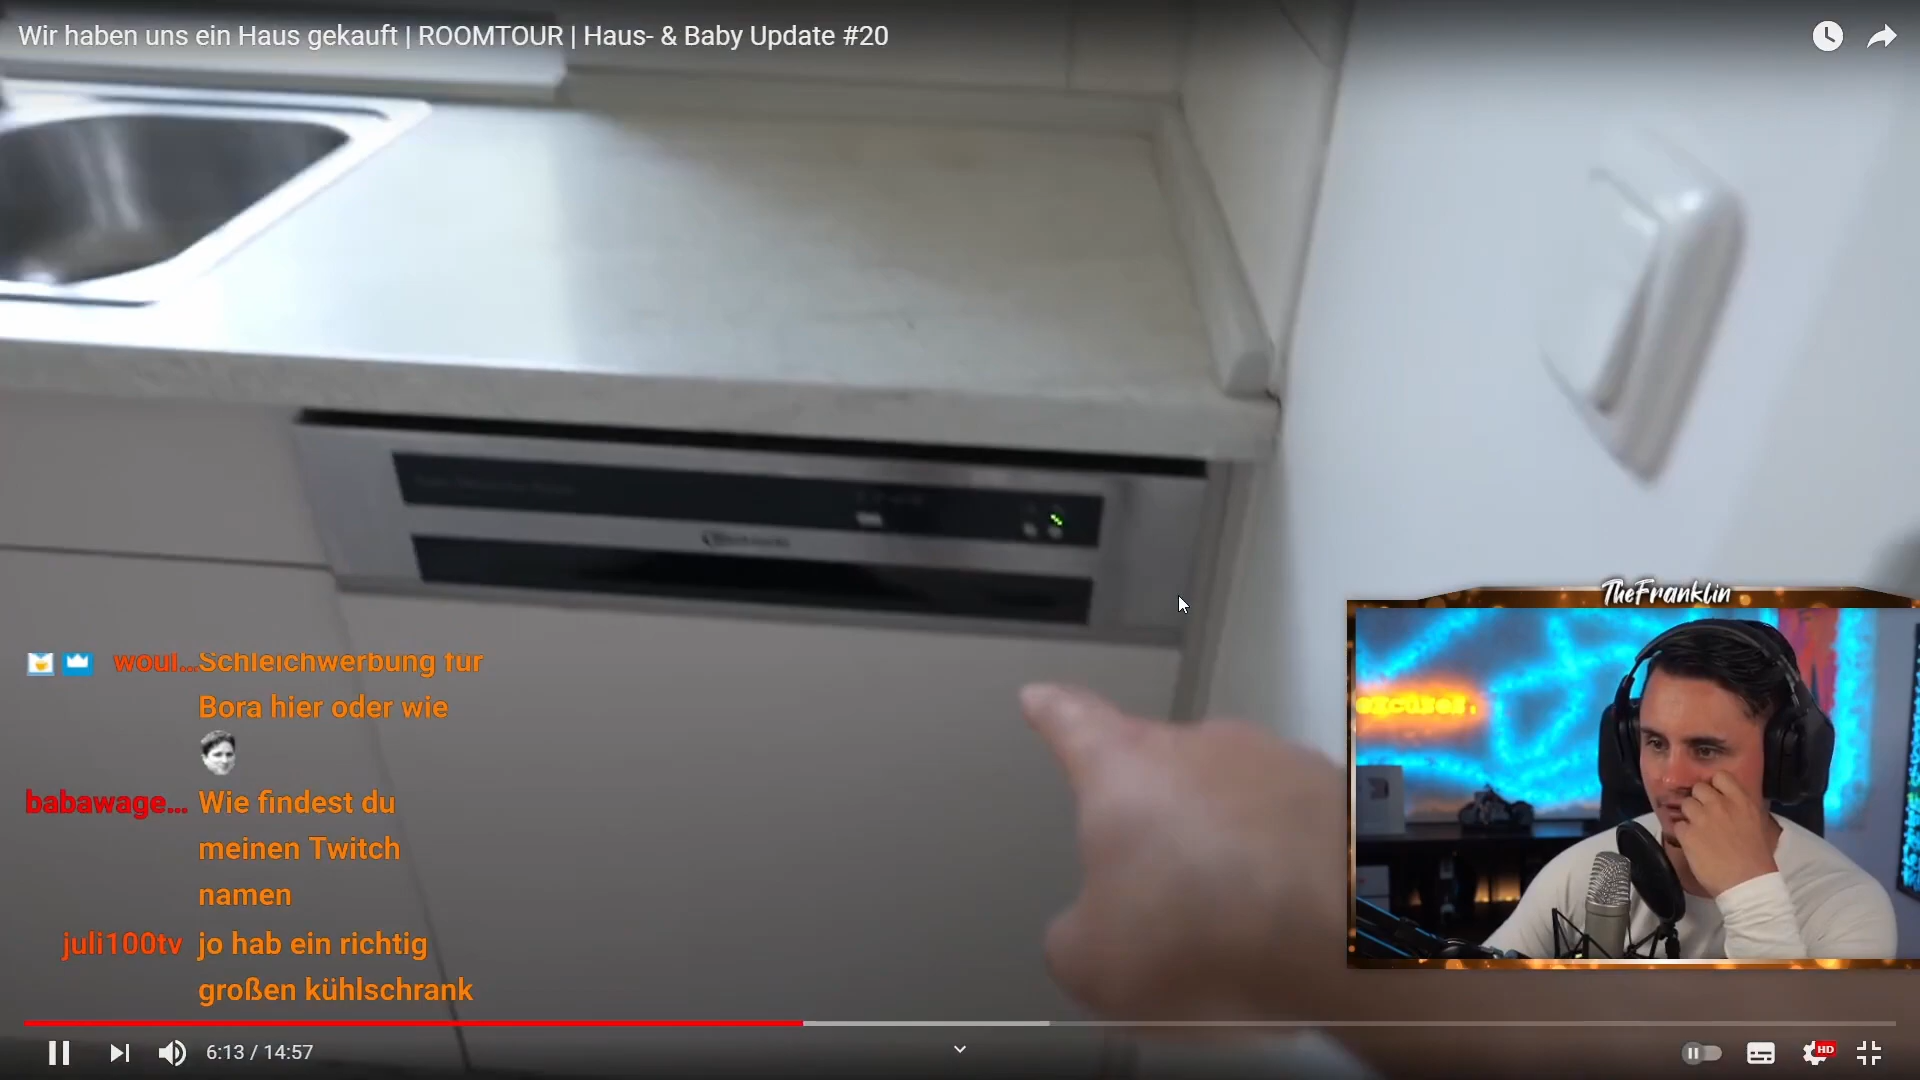 Wir haben uns ein Haus gekauft | ROOMTOUR | Haus- & Baby Update #20
TheFranklin
excuses.
woul... Schleichwerbung für
Bora hier oder wie
babawage... Wie findest du
meinen Twitch
namen
juli100tv jo hab ein richtig
großen kühlschrank
6:13 / 14:57
HD